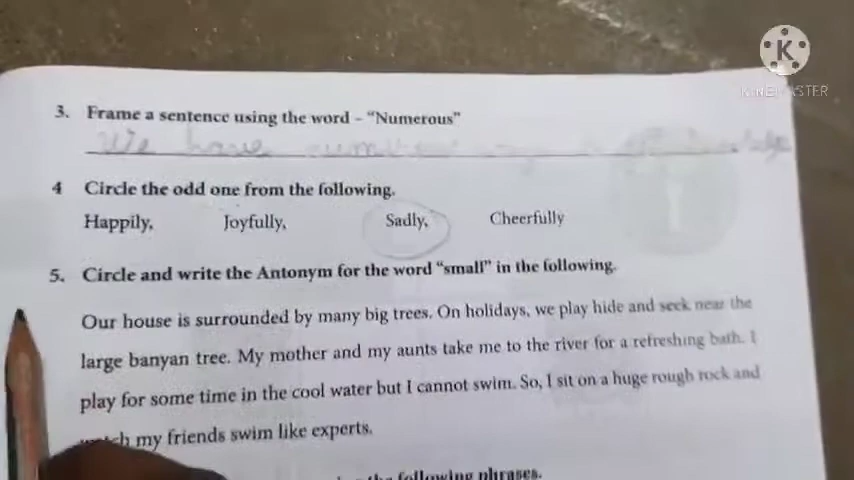 K
KINEMASTER
3. Frame a sentence using the word – "Numerous"
We have
4 Circle the odd one from the following.
Happily, Joyfully, Sadly, Cheerfully
5. Circle and write the Antonym for the word "small" in the following.
Our house is surrounded by many big trees. On holidays, we play hide and seek near the
large banyan tree. My mother and my aunts take me to the river for a refreshing bath. I
play for some time in the cool water but I cannot swim. So, I sit on a huge rough rock and
my friends swim like experts.
the following phrases.